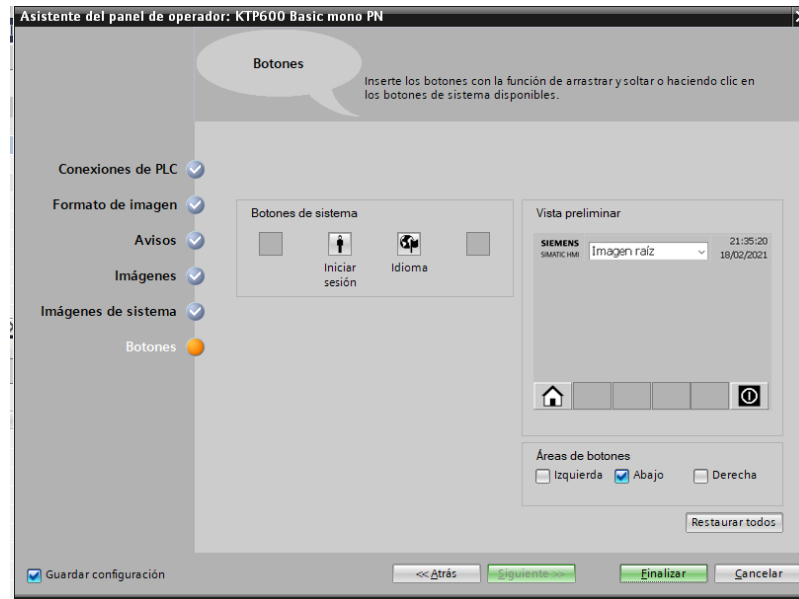 Asistente del panel de operador: KTP600 Basic mono PN
Botones
Inserte los botones con la función de arrastrar y soltar o haciendo clic en
los botones de sistema disponibles.
Conexiones de PLC
Formato de imagen
Avisos
Imágenes
Imágenes de sistema
Botones
Botones de sistema
Iniciar
sesión
Idioma
Vista preliminar
SIEMENS
SIMATIC HMI
Imagen raíz
21:35:20
18/02/2021
Áreas de botones
Izquierda
Abajo
Derecha
Restaurar todos
Guardar configuración
<< Atrás
Siguiente >>
Finalizar
Cancelar